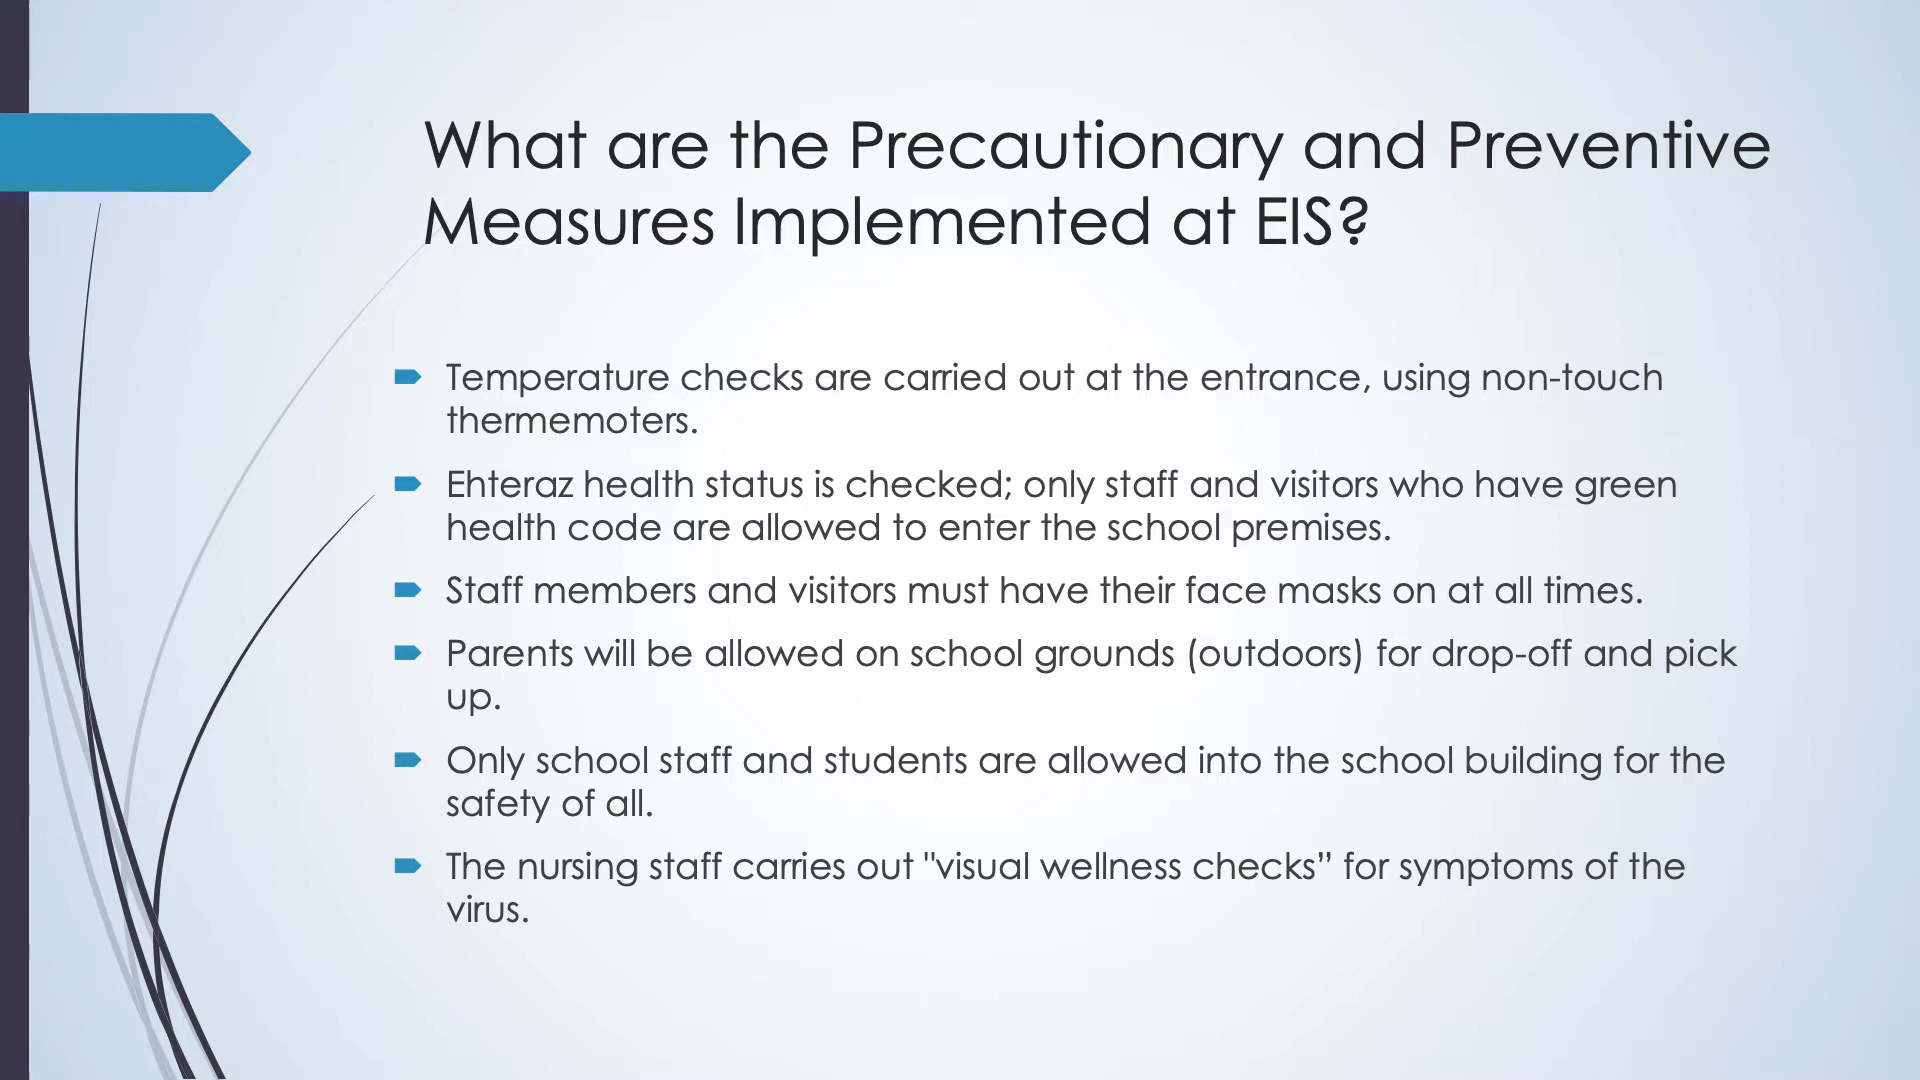 What are the Precautionary and Preventive
Measures Implemented at EIS?
Temperature checks are carried out at the entrance, using non-touch
thermemoters.
Ehteraz health status is checked; only staff and visitors who have green
health code are allowed to enter the school premises.
Staff members and visitors must have their face masks on at all times.
Parents will be allowed on school grounds (outdoors) for drop-off and pick
up.
Only school staff and students are allowed into the school building for the
safety of all.
The nursing staff carries out "visual wellness checks” for symptoms of the
virus.